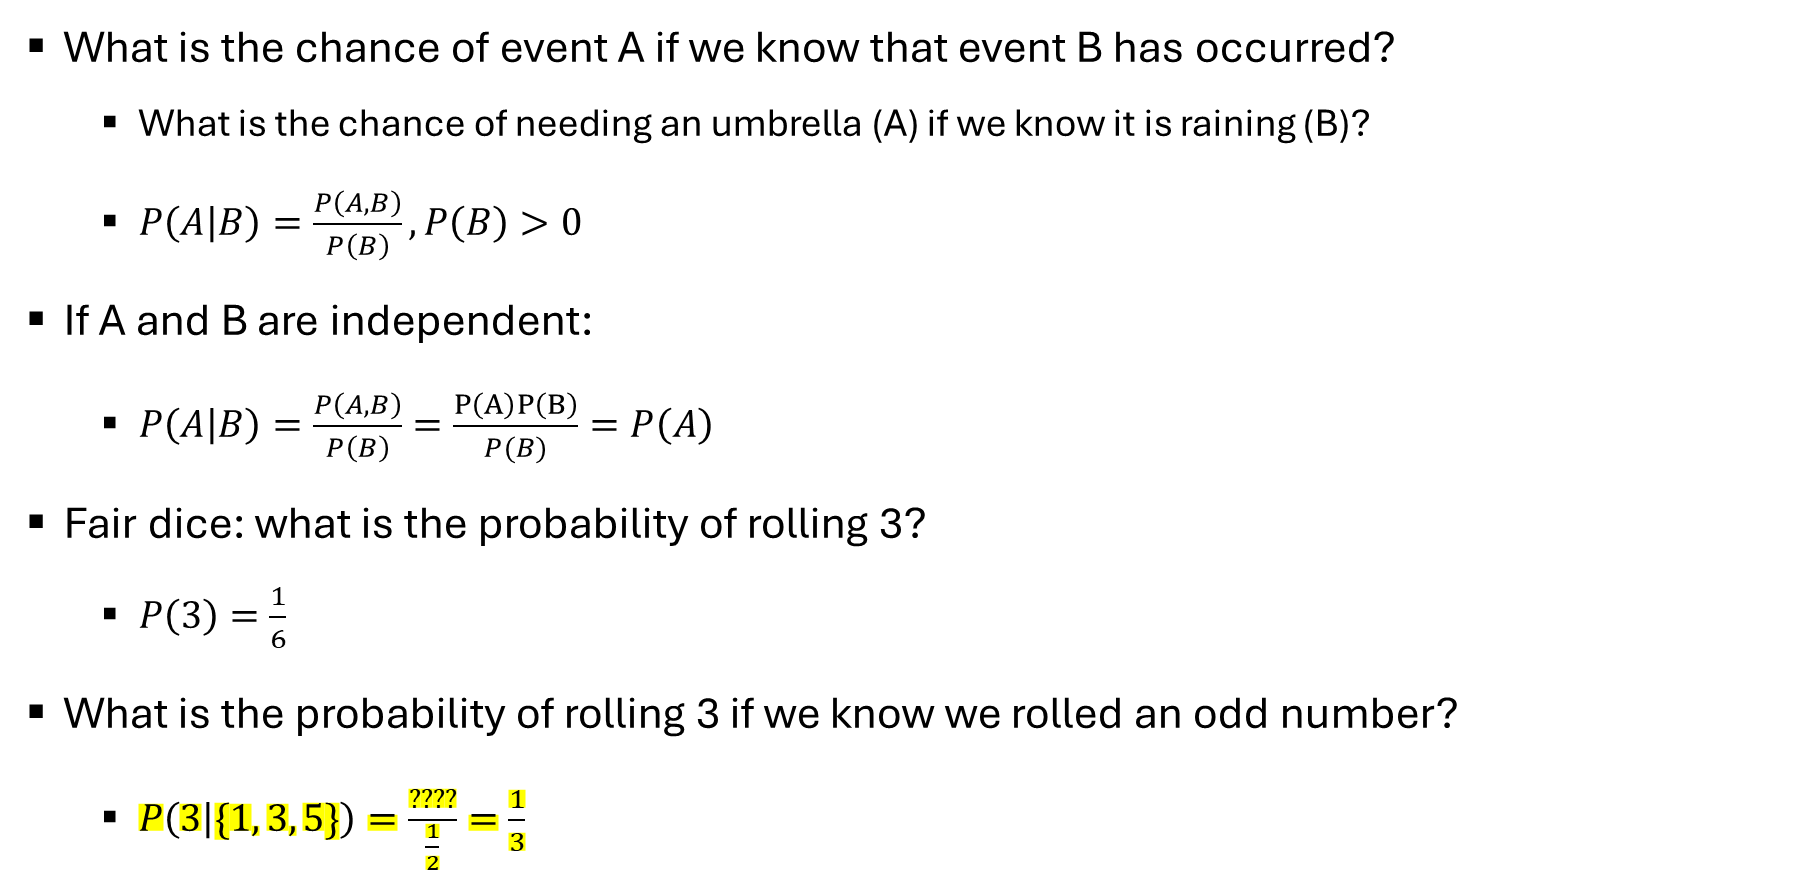 ▪ What is the chance of event A if we know that event B has occurred?
▪ What is the chance of needing an umbrella (A) if we know it is raining (B)?
▪ P(A|B) = P(A,B)/P(B), P(B) > 0
▪ If A and B are independent:
▪ P(A|B) = P(A,B)/P(B) = P(A)P(B)/P(B) = P(A)
▪ Fair dice: what is the probability of rolling 3?
▪ P(3) = 1/6
▪ What is the probability of rolling 3 if we know we rolled an odd number?
▪ P(3|{1, 3, 5}) = ????/(1/2) = 1/3